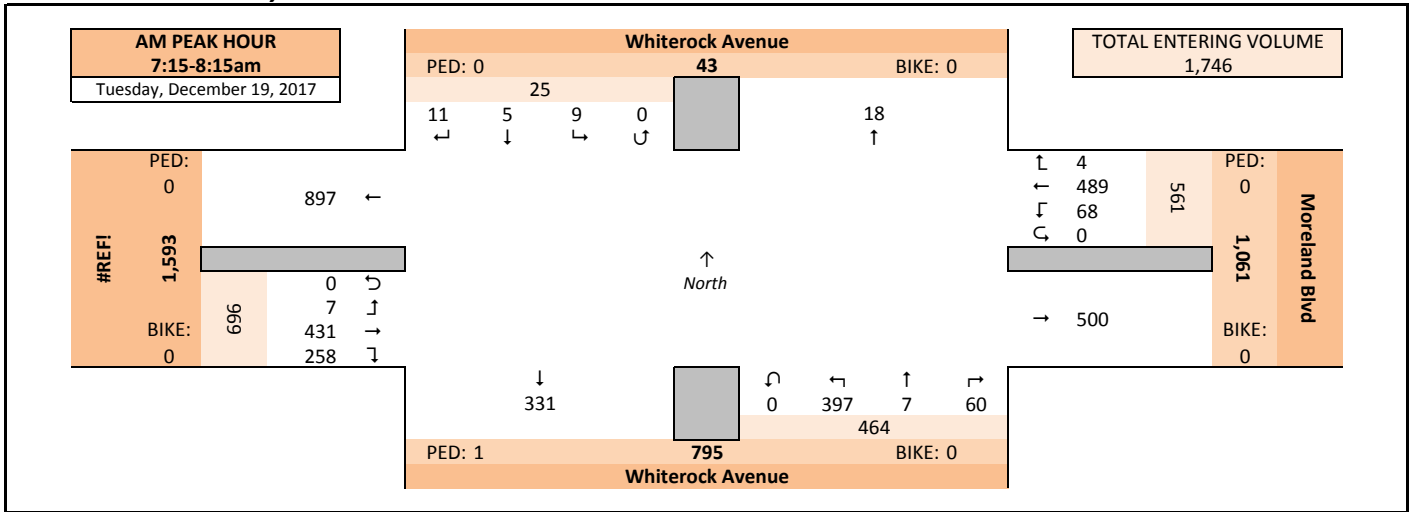 AM PEAK HOUR
7:15-8:15am
Tuesday, December 19, 2017
Whiterock Avenue
PED: 0 43 BIKE: 0
25
11 5 9 0
↵ ↓ ↳ ↺
18
↑
TOTAL ENTERING VOLUME
1,746
#REF!
PED:
0
1,593
BIKE:
0
897 ←
696
0 ⮌
7 ↑
431 →
258 ↴
↑
North
↱ 4
← 489
↲ 68
⮎ 0
561
PED:
0
1,061
BIKE:
0
Moreland Blvd
→ 500
↓
331
↶ ↰ ↑ ↱
0 397 7 60
464
PED: 1 795 BIKE: 0
Whiterock Avenue